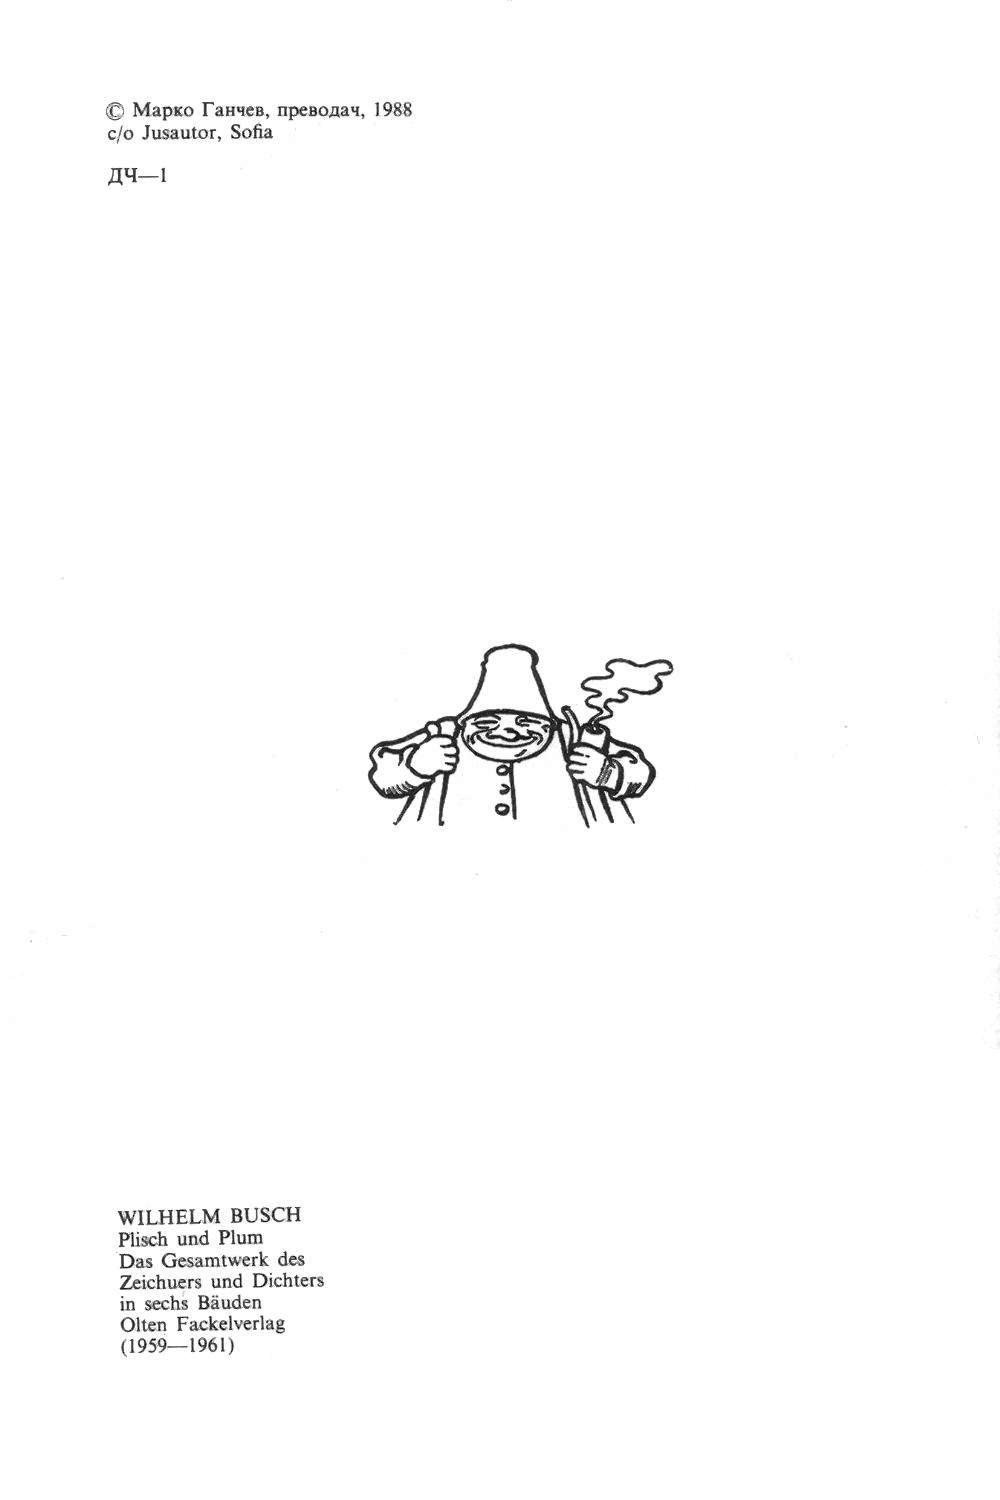 © Марко Ганчев, преводач, 1988
c/o Jusautor, Sofia
ДЧ—1
WILHELM BUSCH
Plisch und Plum
Das Gesamtwerk des
Zeichuers und Dichters
in sechs Bäuden
Olten Fackelverlag
(1959—1961)